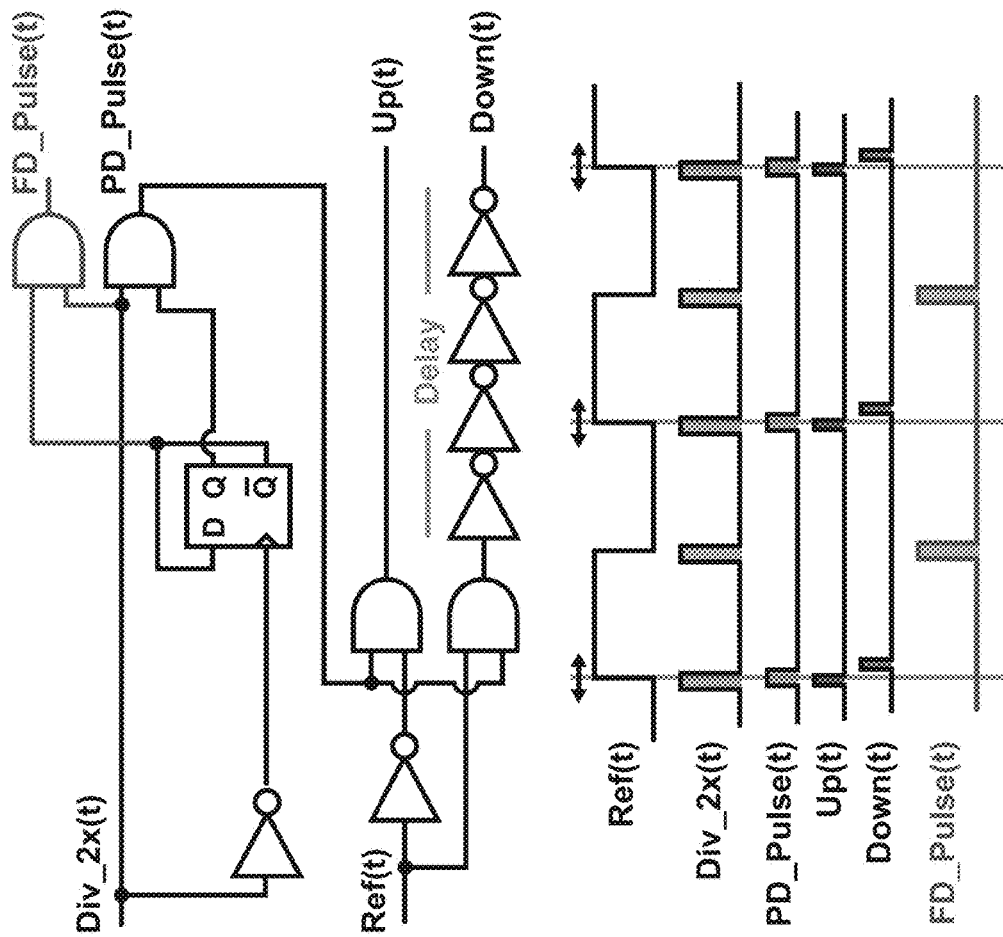 FD_Pulse(t)
PD_Pulse(t)
Div_2x(t)
D Q
Q
Up(t)
Down(t)
Delay
Ref(t)
Ref(t)
Div_2x(t)
PD_Pulse(t)
Up(t)
Down(t)
FD_Pulse(t)